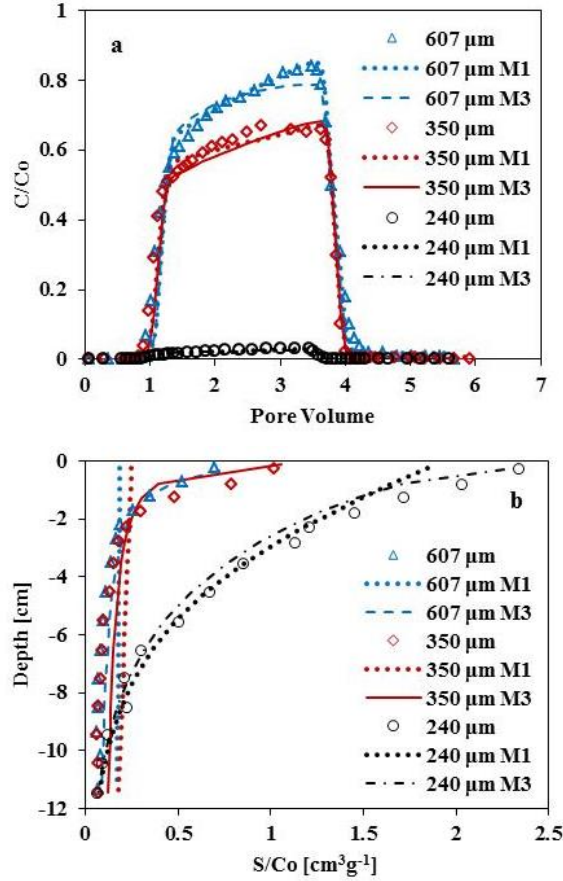 a
1
0.8
0.6
0.4
0.2
0
C/Co
607 µm
607 µm M1
607 µm M3
350 µm
350 µm M1
350 µm M3
240 µm
240 µm M1
240 µm M3
0 1 2 3 4 5 6 7
Pore Volume
b
0
-2
-4
-6
-8
-10
-12
Depth [cm]
607 µm
607 µm M1
607 µm M3
350 µm
350 µm M1
350 µm M3
240 µm
240 µm M1
240 µm M3
0 0.5 1 1.5 2 2.5
S/Co [cm³g⁻¹]